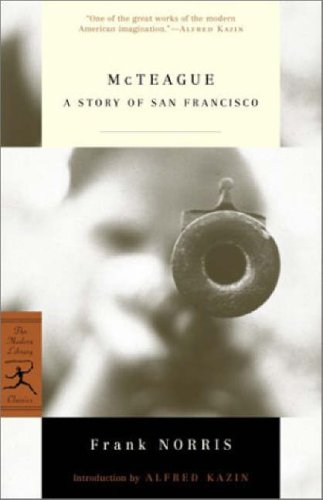 "One of the great works of the modern
American imagination."—ALFRED KAZIN
MCTEAGUE
A STORY OF SAN FRANCISCO
The
Modern Library
Classics
Frank NORRIS
Introduction by ALFRED KAZIN